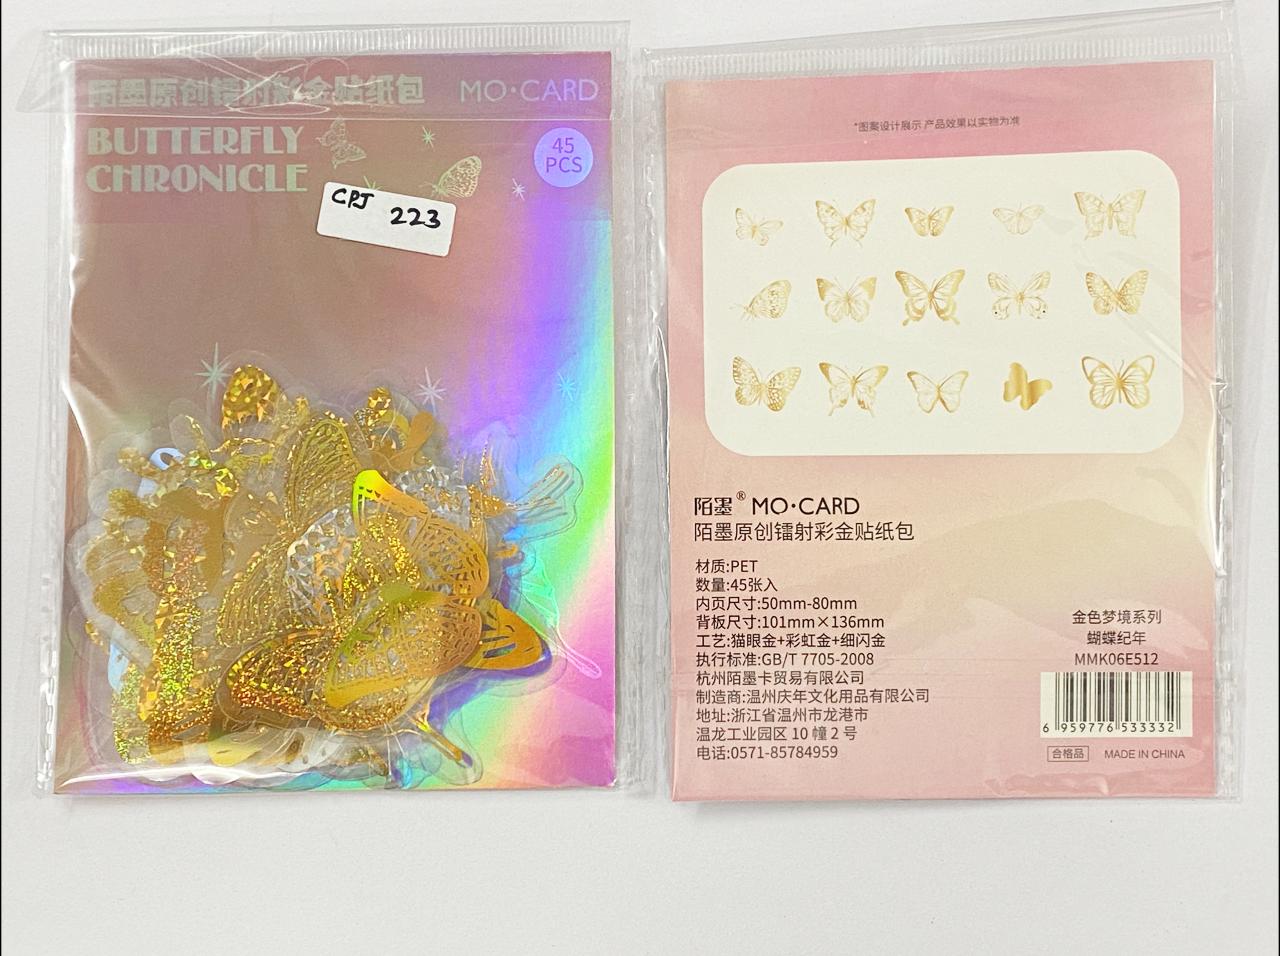 陌墨原创镭射彩金贴纸包 MO·CARD
BUTTERFLY
CHRONICLE
45
PCS
CPJ 223
*图案设计展示 产品效果以实物为准
陌墨® MO·CARD
陌墨原创镭射彩金贴纸包
材质:PET
数量:45张入
内页尺寸:50mm-80mm
背板尺寸:101mm×136mm
工艺:猫眼金+彩虹金+细闪金
执行标准:GB/T 7705-2008
杭州陌墨卡贸易有限公司
制造商:温州庆年文化用品有限公司
地址:浙江省温州市龙港市
温龙工业园区 10 幢 2 号
电话:0571-85784959
金色梦境系列
蝴蝶纪年
MMK06E512
6 959776 533332
合格品 MADE IN CHINA